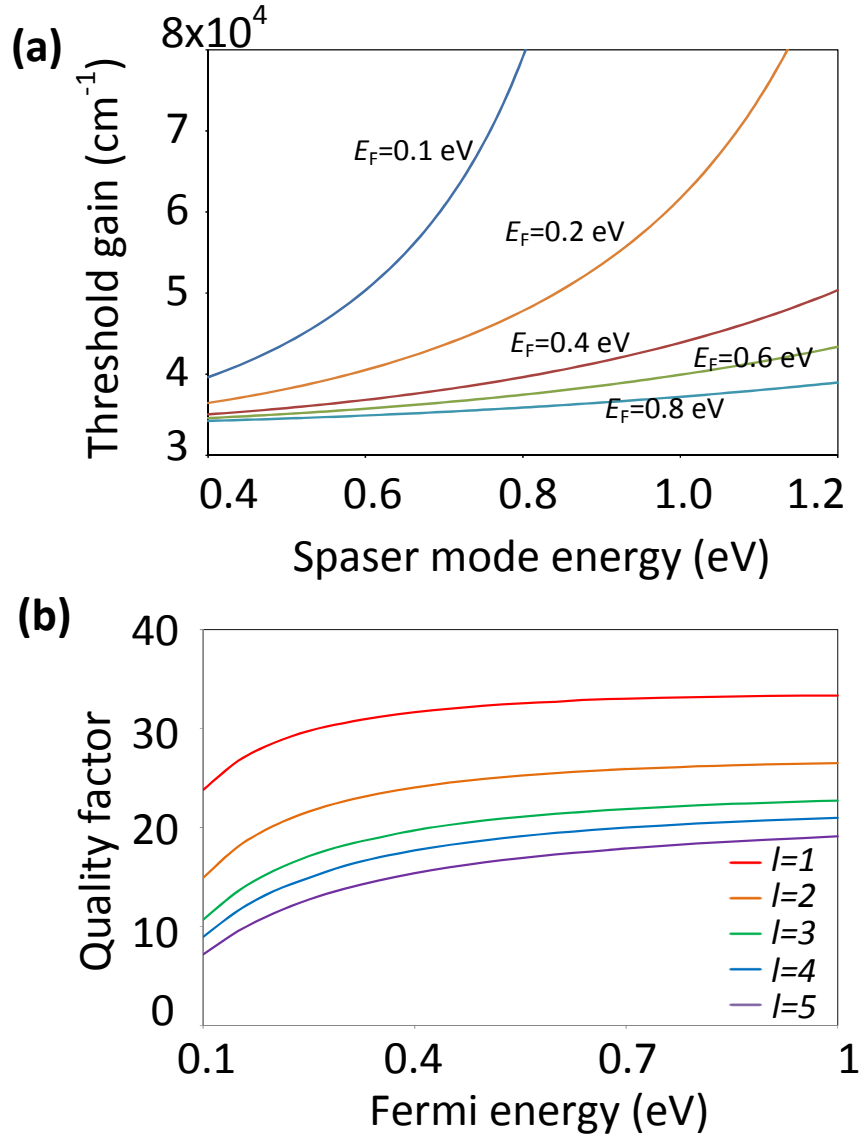 (a)
8x10⁴
7
6
5
4
3
Threshold gain (cm⁻¹)
E_F=0.1 eV
E_F=0.2 eV
E_F=0.4 eV
E_F=0.6 eV
E_F=0.8 eV
0.4 0.6 0.8 1.0 1.2
Spaser mode energy (eV)
(b)
40
30
20
10
0
Quality factor
l=1
l=2
l=3
l=4
l=5
0.1 0.4 0.7 1
Fermi energy (eV)